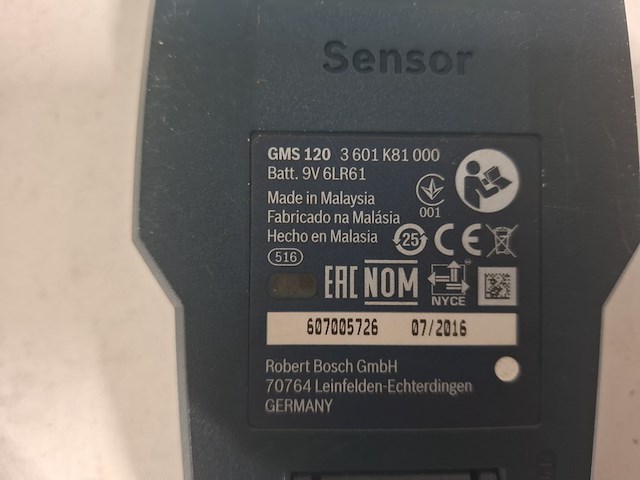 Sensor
GMS 120 3 601 K81 000
Batt. 9V 6LR61
Made in Malaysia
Fabricado na Malásia
Hecho en Malasia
001
25
CE
516
EAC NOM
NYCE
607005726 07/2016
Robert Bosch GmbH
70764 Leinfelden-Echterdingen
GERMANY